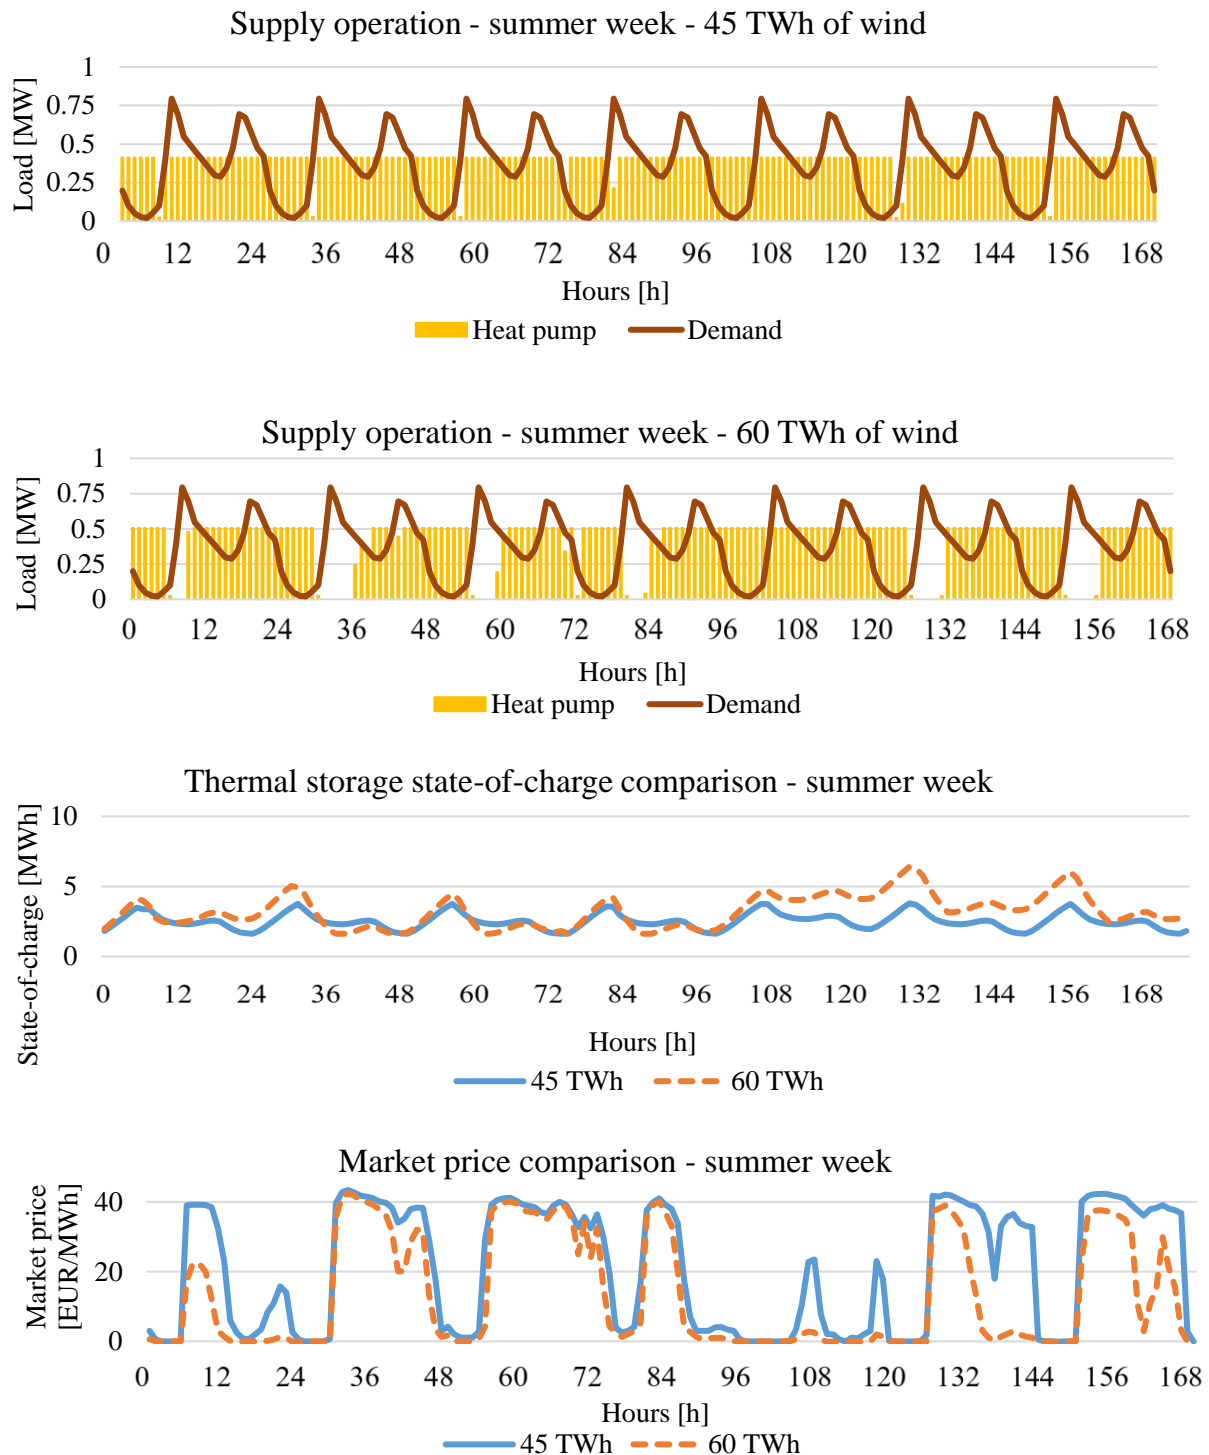 Supply operation - summer week - 45 TWh of wind
Load [MW]
1
0.75
0.5
0.25
0
0 12 24 36 48 60 72 84 96 108 120 132 144 156 168
Hours [h]
Heat pump Demand
Supply operation - summer week - 60 TWh of wind
Load [MW]
1
0.75
0.5
0.25
0
0 12 24 36 48 60 72 84 96 108 120 132 144 156 168
Hours [h]
Heat pump Demand
Thermal storage state-of-charge comparison - summer week
State-of-charge [MWh]
10
5
0
0 12 24 36 48 60 72 84 96 108 120 132 144 156 168
Hours [h]
45 TWh 60 TWh
Market price comparison - summer week
Market price
[EUR/MWh]
40
20
0
0 12 24 36 48 60 72 84 96 108 120 132 144 156 168
Hours [h]
45 TWh 60 TWh